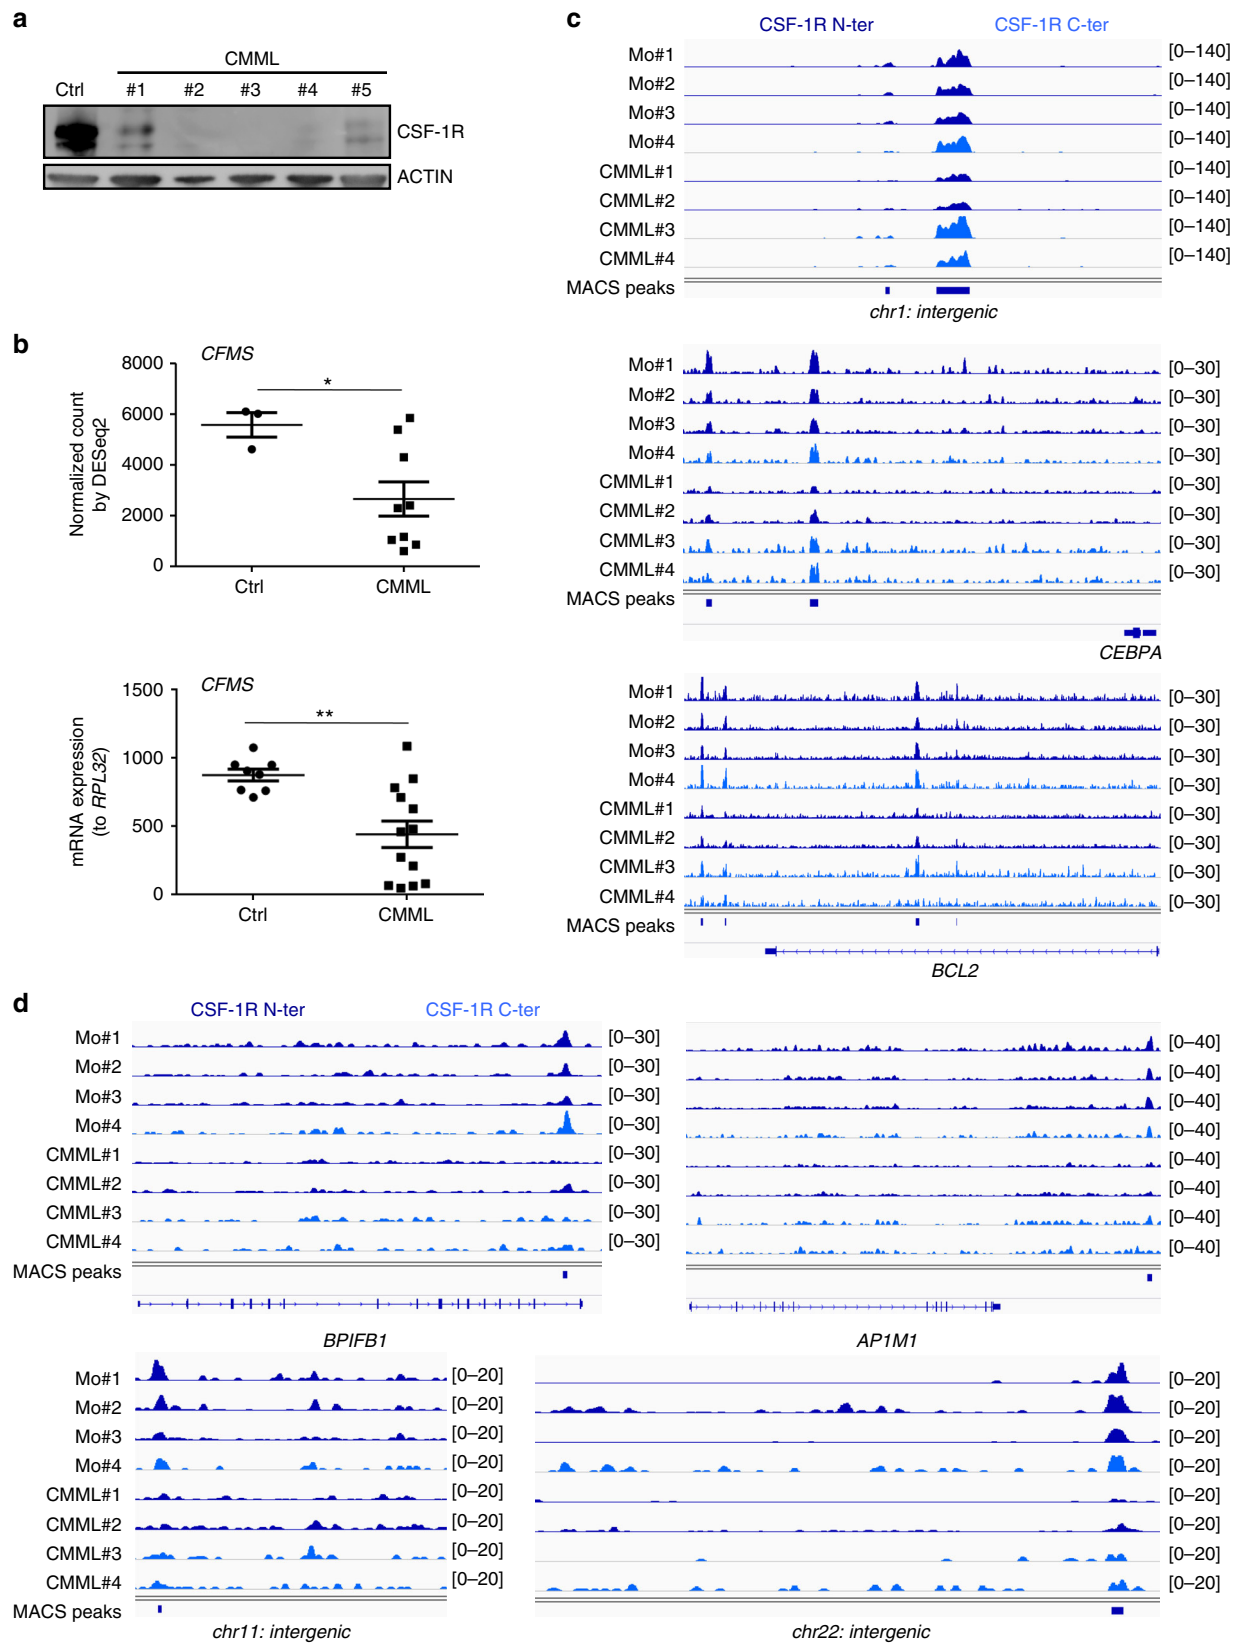 a
CMML
Ctrl #1 #2 #3 #4 #5
CSF-1R
ACTIN
b
CFMS
*
8000
6000
4000
2000
0
Normalized count
by DESeq2
Ctrl CMML
CFMS
**
1500
1000
500
0
mRNA expression
(to RPL32)
Ctrl CMML
c
CSF-1R N-ter CSF-1R C-ter
Mo#1 [0–140]
Mo#2 [0–140]
Mo#3 [0–140]
Mo#4 [0–140]
CMML#1 [0–140]
CMML#2 [0–140]
CMML#3 [0–140]
CMML#4 [0–140]
MACS peaks
chr1: intergenic
Mo#1 [0–30]
Mo#2 [0–30]
Mo#3 [0–30]
Mo#4 [0–30]
CMML#1 [0–30]
CMML#2 [0–30]
CMML#3 [0–30]
CMML#4 [0–30]
MACS peaks
CEBPA
Mo#1 [0–30]
Mo#2 [0–30]
Mo#3 [0–30]
Mo#4 [0–30]
CMML#1 [0–30]
CMML#2 [0–30]
CMML#3 [0–30]
CMML#4 [0–30]
MACS peaks
BCL2
d
CSF-1R N-ter CSF-1R C-ter
Mo#1 [0–30] [0–40]
Mo#2 [0–30] [0–40]
Mo#3 [0–30] [0–40]
Mo#4 [0–30] [0–40]
CMML#1 [0–30] [0–40]
CMML#2 [0–30] [0–40]
CMML#3 [0–30] [0–40]
CMML#4 [0–30] [0–40]
MACS peaks
BPIFB1 AP1M1
Mo#1 [0–20] [0–20]
Mo#2 [0–20] [0–20]
Mo#3 [0–20] [0–20]
Mo#4 [0–20] [0–20]
CMML#1 [0–20] [0–20]
CMML#2 [0–20] [0–20]
CMML#3 [0–20] [0–20]
CMML#4 [0–20] [0–20]
MACS peaks
chr11: intergenic chr22: intergenic